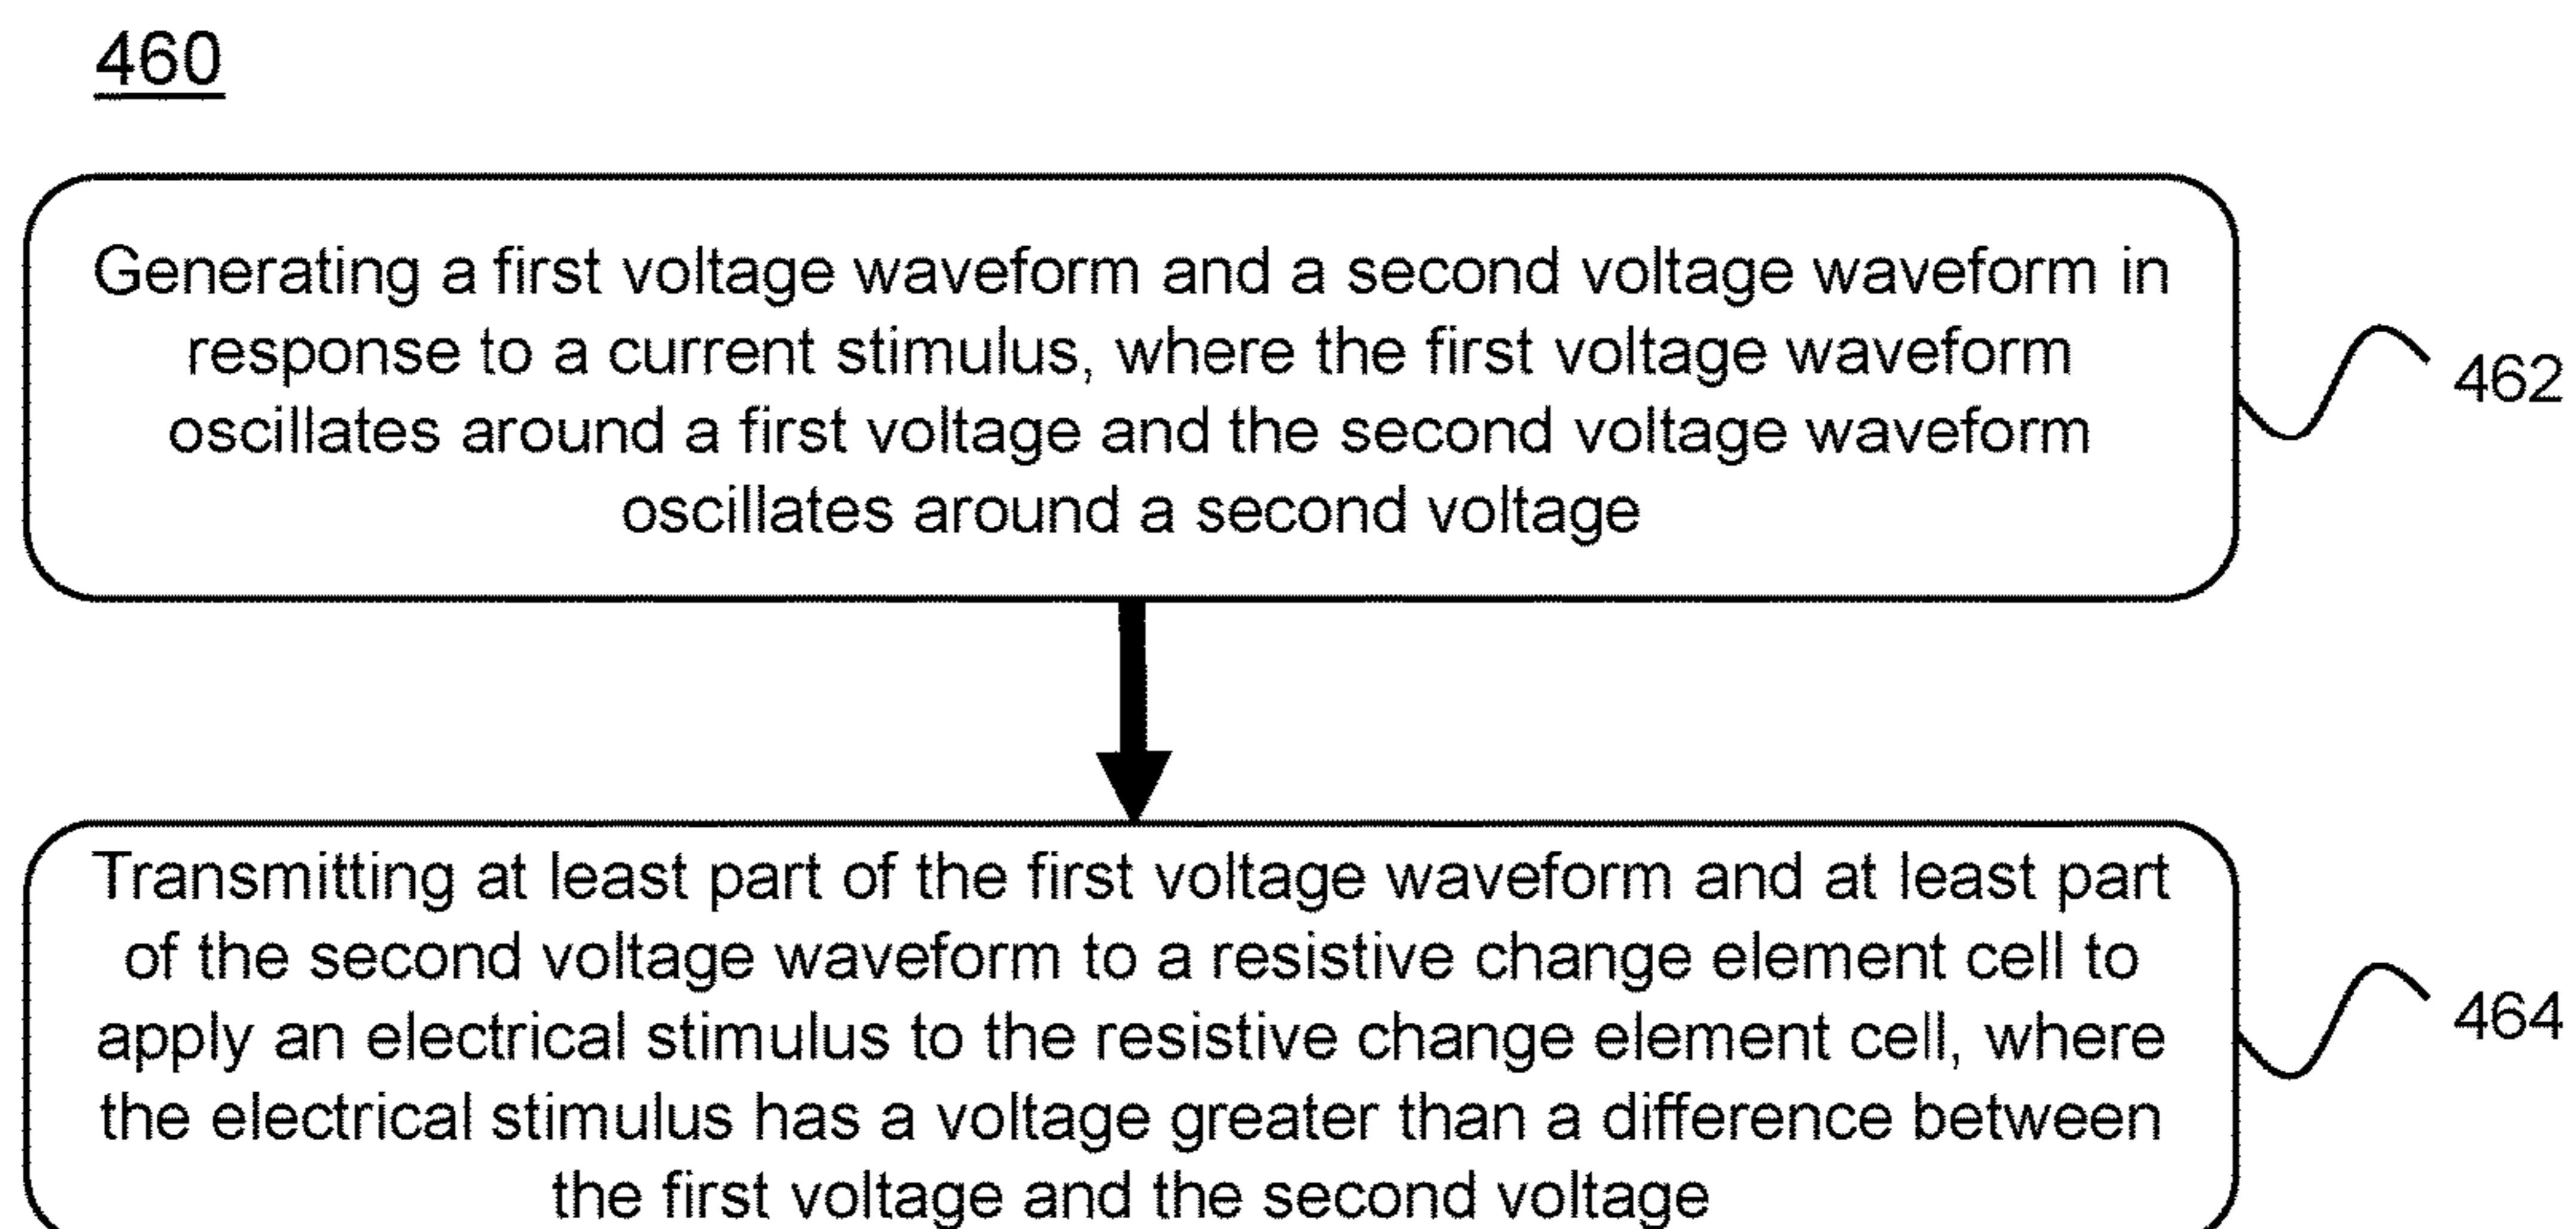 460
Generating a first voltage waveform and a second voltage waveform in
response to a current stimulus, where the first voltage waveform
oscillates around a first voltage and the second voltage waveform
oscillates around a second voltage
462
Transmitting at least part of the first voltage waveform and at least part
of the second voltage waveform to a resistive change element cell to
apply an electrical stimulus to the resistive change element cell, where
the electrical stimulus has a voltage greater than a difference between
the first voltage and the second voltage
464